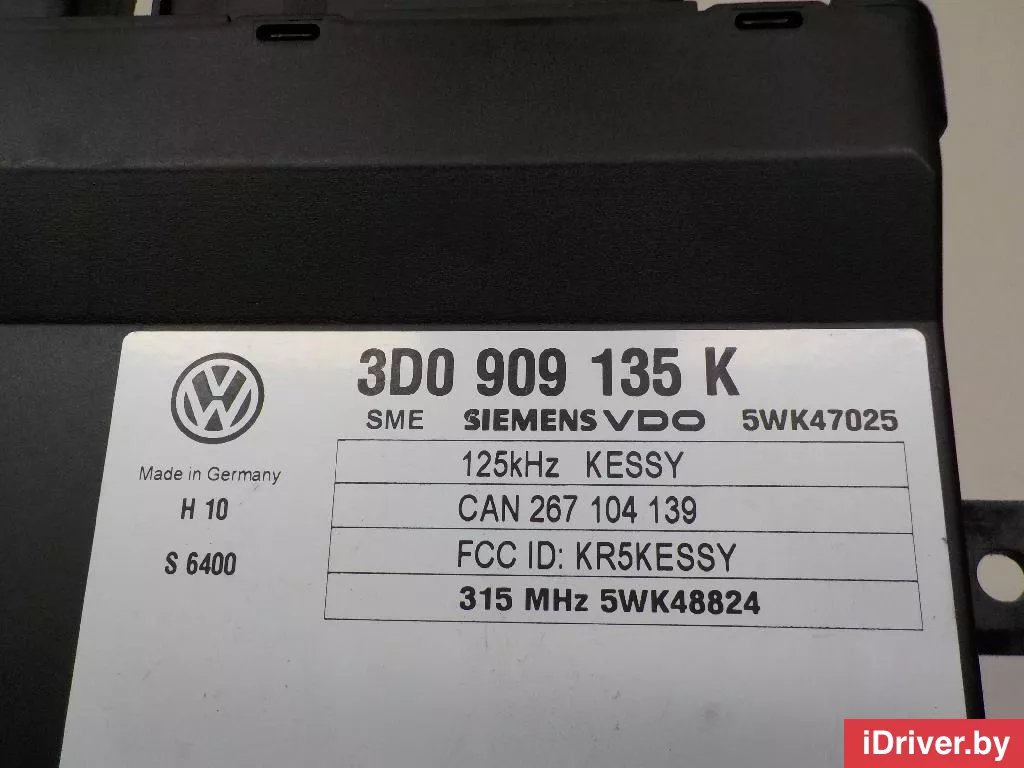 3D0 909 135 K
SME SIEMENS VDO 5WK47025
Made in Germany
H 10
S 6400
125kHz KESSY
CAN 267 104 139
FCC ID: KR5KESSY
315 MHz 5WK48824
iDriver.by